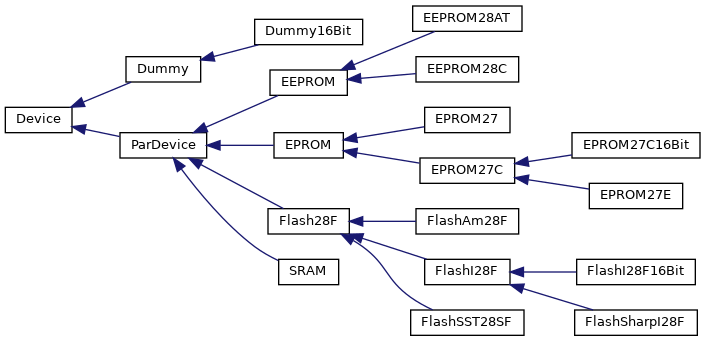 Device
Dummy
Dummy16Bit
ParDevice
EEPROM
EEPROM28AT
EEPROM28C
EPROM
EPROM27
EPROM27C
EPROM27C16Bit
EPROM27E
Flash28F
FlashAm28F
FlashI28F
FlashI28F16Bit
FlashSharpI28F
FlashSST28SF
SRAM